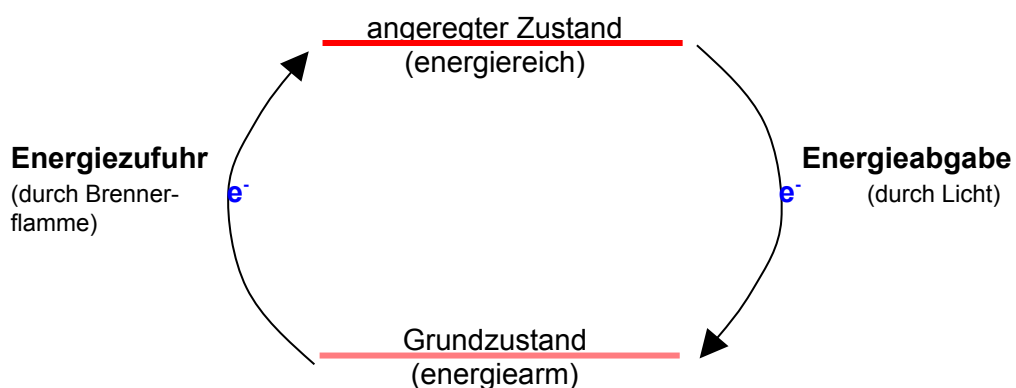 angeregter Zustand
(energiereich)
Energiezufuhr
(durch Brenner-
flamme)
e-
Energieabgabe
(durch Licht)
e-
Grundzustand
(energiearm)